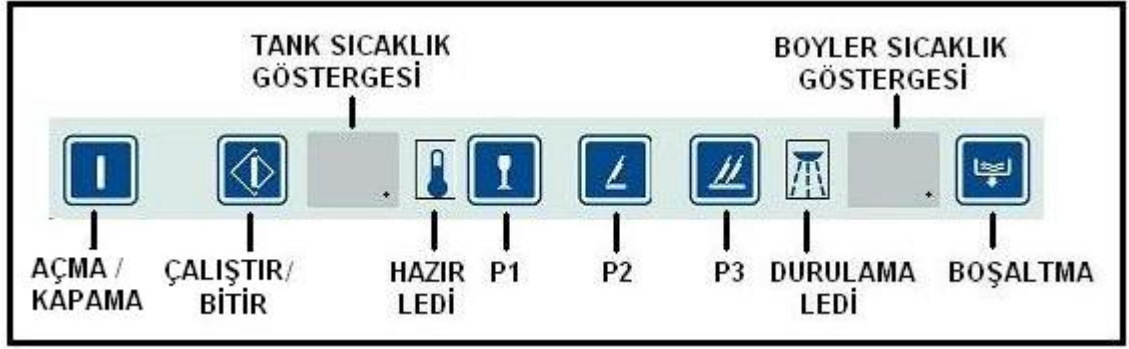 TANK SICAKLIK
GÖSTERGESİ
BOYLER SICAKLIK
GÖSTERGESİ
AÇMA /
KAPAMA
ÇALIŞTIR/
BİTİR
HAZIR
LEDİ
P1
P2
P3
DURULAMA
LEDİ
BOŞALTMA